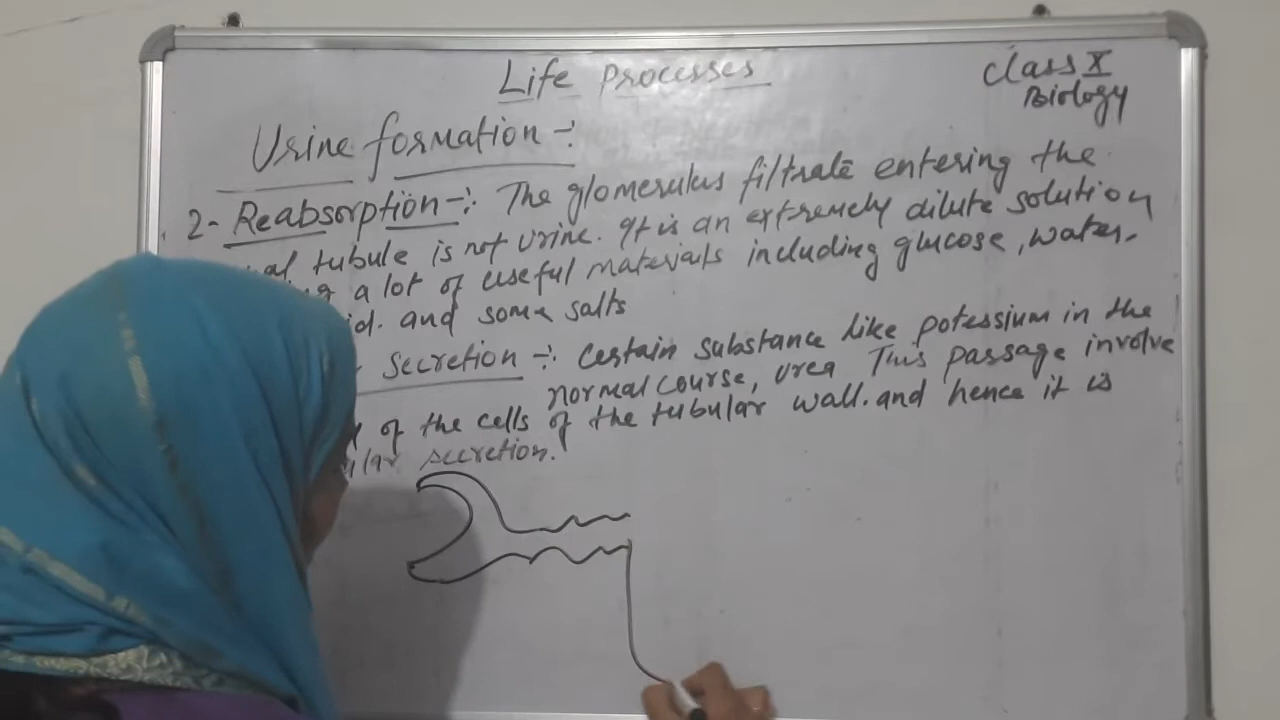 Life Processes
Class X
Biology
Urine formation :-
2- Reabsorption :- The glomerulus filtrate entering the
tubule is not urine. It is an extremely dilute solution
a lot of useful materials including glucose, water,
and some salts
Secretion :- Certain substance like potessium in the
normal course, urea This passage involve
of the cells of the tubular wall. and hence it is
secretion.